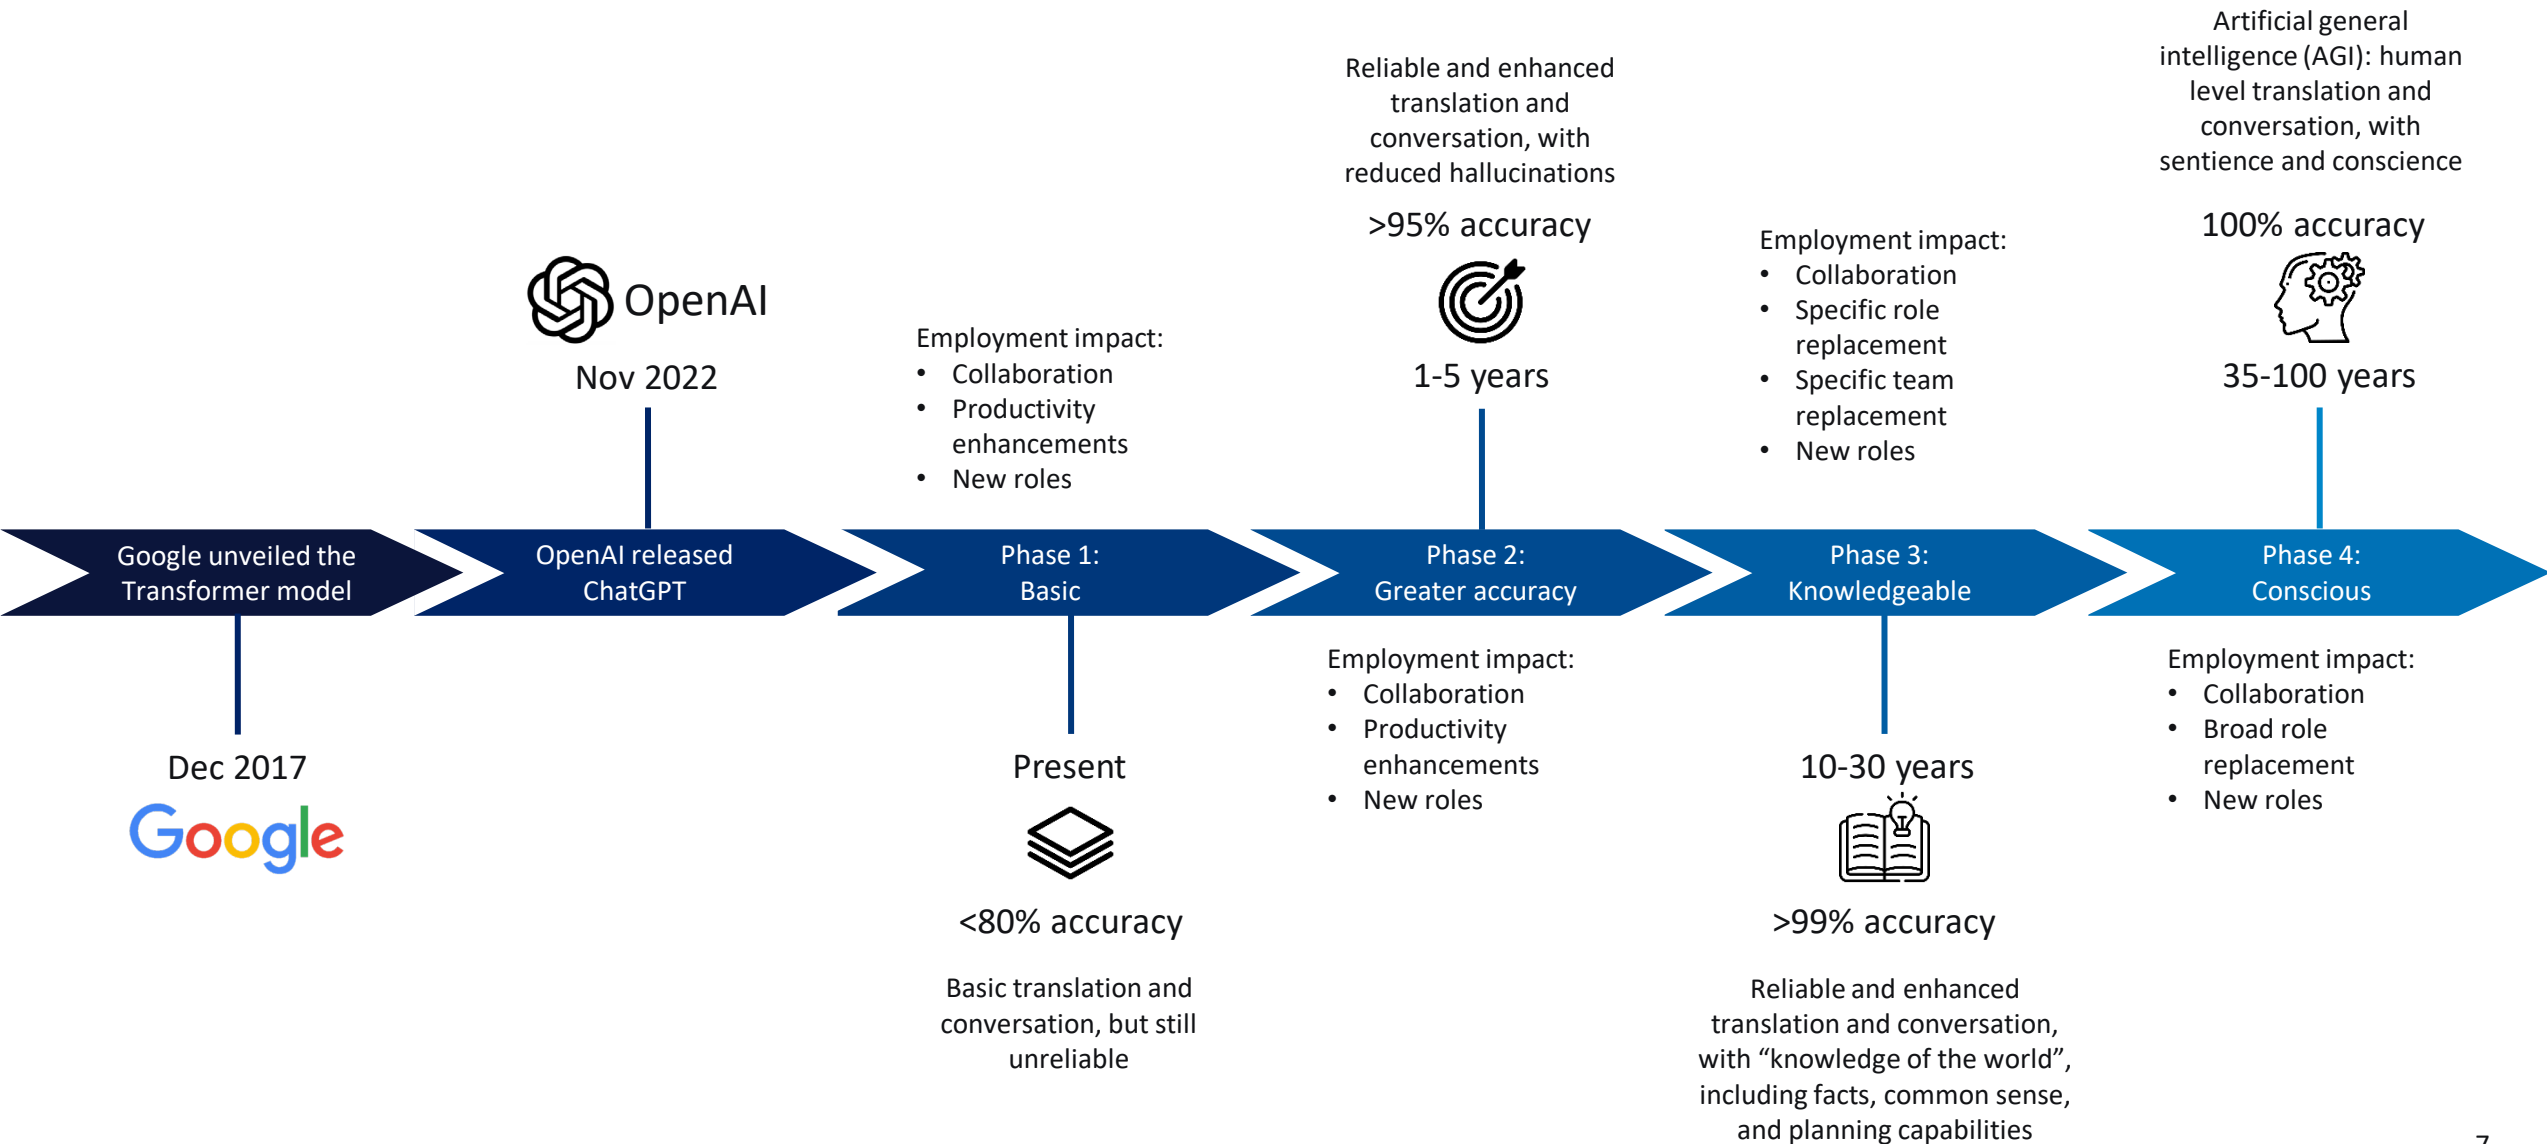 Google unveiled the
Transformer model
Dec 2017
Google
OpenAI
Nov 2022
OpenAI released
ChatGPT
Employment impact:
• Collaboration
• Productivity
enhancements
• New roles
Phase 1:
Basic
Present
<80% accuracy
Basic translation and
conversation, but still
unreliable
Reliable and enhanced
translation and
conversation, with
reduced hallucinations
>95% accuracy
1-5 years
Phase 2:
Greater accuracy
Employment impact:
• Collaboration
• Productivity
enhancements
• New roles
Employment impact:
• Collaboration
• Specific role
replacement
• Specific team
replacement
• New roles
Phase 3:
Knowledgeable
10-30 years
>99% accuracy
Reliable and enhanced
translation and conversation,
with “knowledge of the world”,
including facts, common sense,
and planning capabilities
Artificial general
intelligence (AGI): human
level translation and
conversation, with
sentience and conscience
100% accuracy
35-100 years
Phase 4:
Conscious
Employment impact:
• Collaboration
• Broad role
replacement
• New roles
7